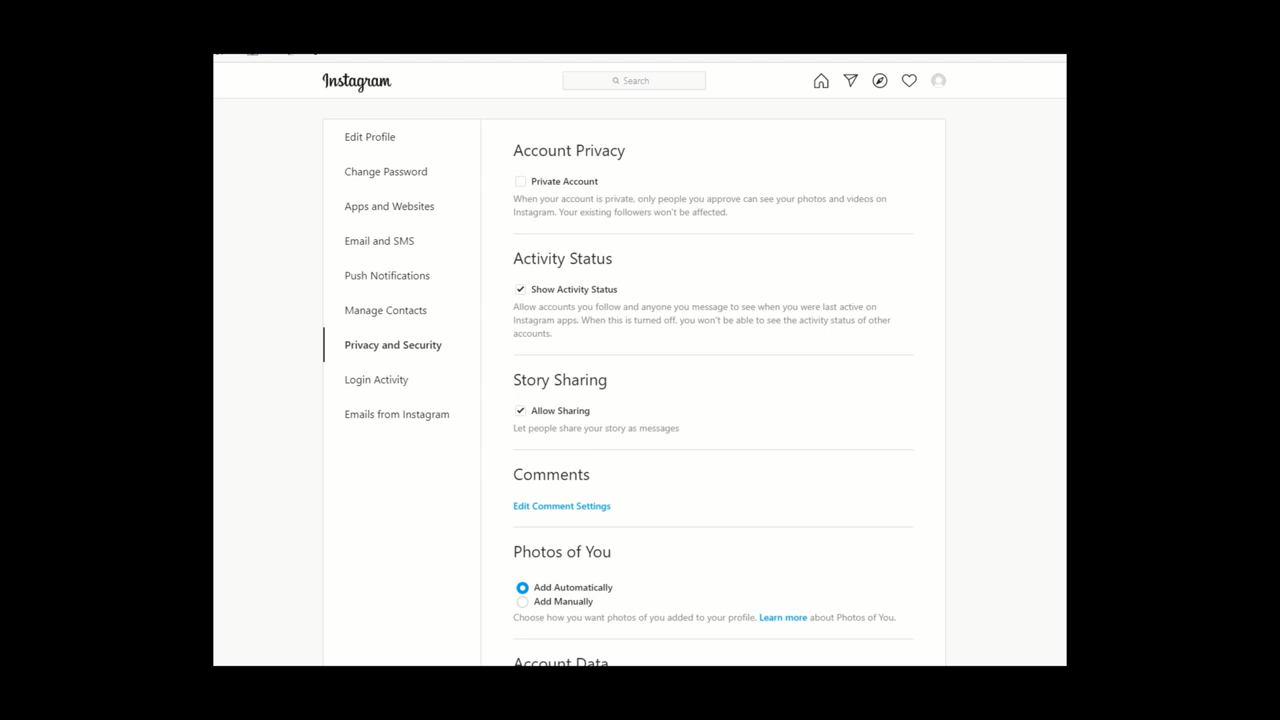 Instagram
Search
Edit Profile
Change Password
Apps and Websites
Email and SMS
Push Notifications
Manage Contacts
Privacy and Security
Login Activity
Emails from Instagram
Account Privacy
Private Account
When your account is private, only people you approve can see your photos and videos on
Instagram. Your existing followers won't be affected.
Activity Status
Show Activity Status
Allow accounts you follow and anyone you message to see when you were last active on
Instagram apps. When this is turned off, you won't be able to see the activity status of other
accounts.
Story Sharing
Allow Sharing
Let people share your story as messages
Comments
Edit Comment Settings
Photos of You
Add Automatically
Add Manually
Choose how you want photos of you added to your profile. Learn more about Photos of You.
Account Data